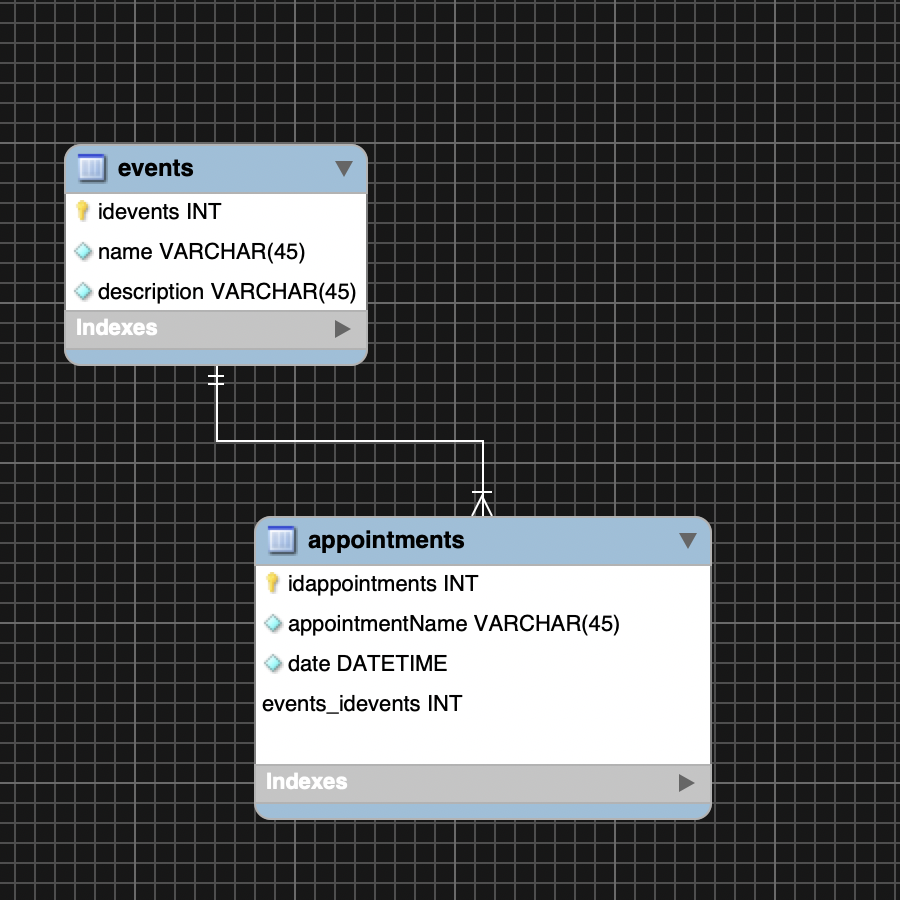 events
idevents INT
name VARCHAR(45)
description VARCHAR(45)
Indexes
appointments
idappointments INT
appointmentName VARCHAR(45)
date DATETIME
events_idevents INT
Indexes